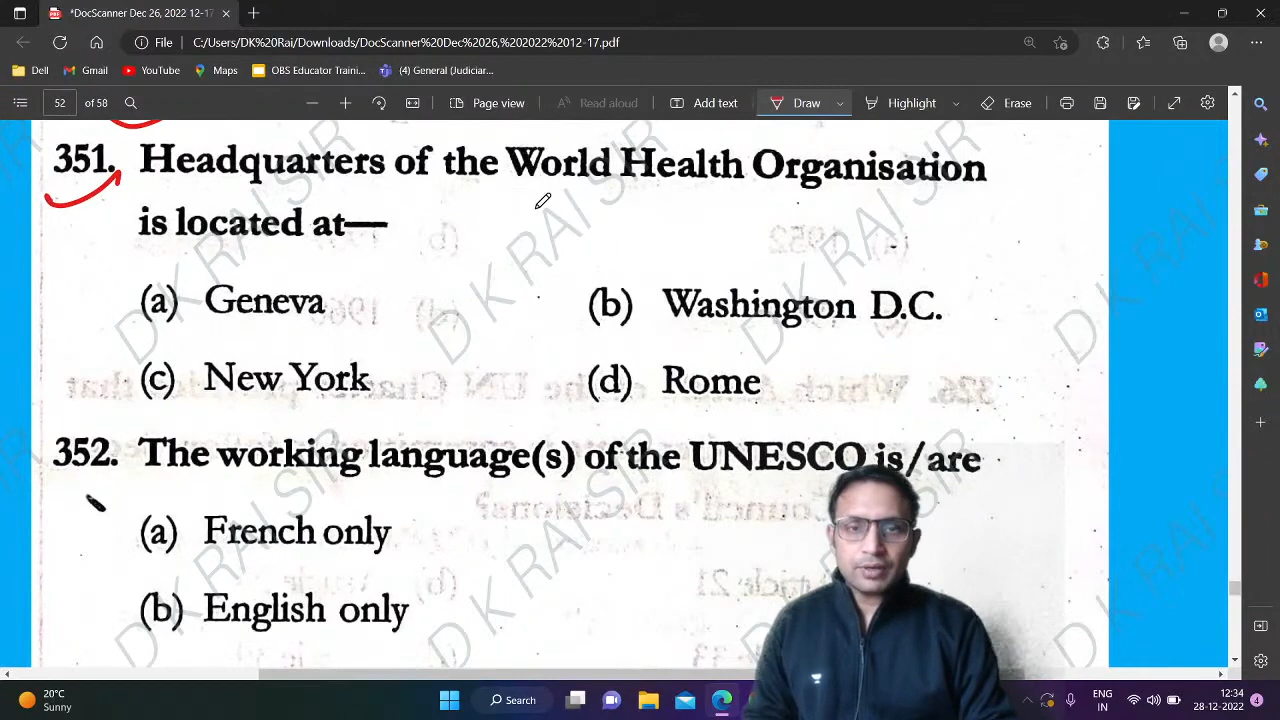 *DocScanner Dec 26, 2022 12-17
File C:/Users/DK%20Rai/Downloads/DocScanner%20Dec%2026,%202022%2012-17.pdf
Dell Gmail YouTube Maps OBS Educator Traini... (4) General (Judiciar...
52 of 58 Page view Read aloud Add text Draw Highlight Erase
351. Headquarters of the World Health Organisation
is located at—
(a) Geneva (b) Washington D.C.
(c) New York (d) Rome
352. The working language(s) of the UNESCO is/are
(a) French only
(b) English only
D K RAI SIR
20°C
Sunny
Search
ENG
IN
12:34
28-12-2022
4